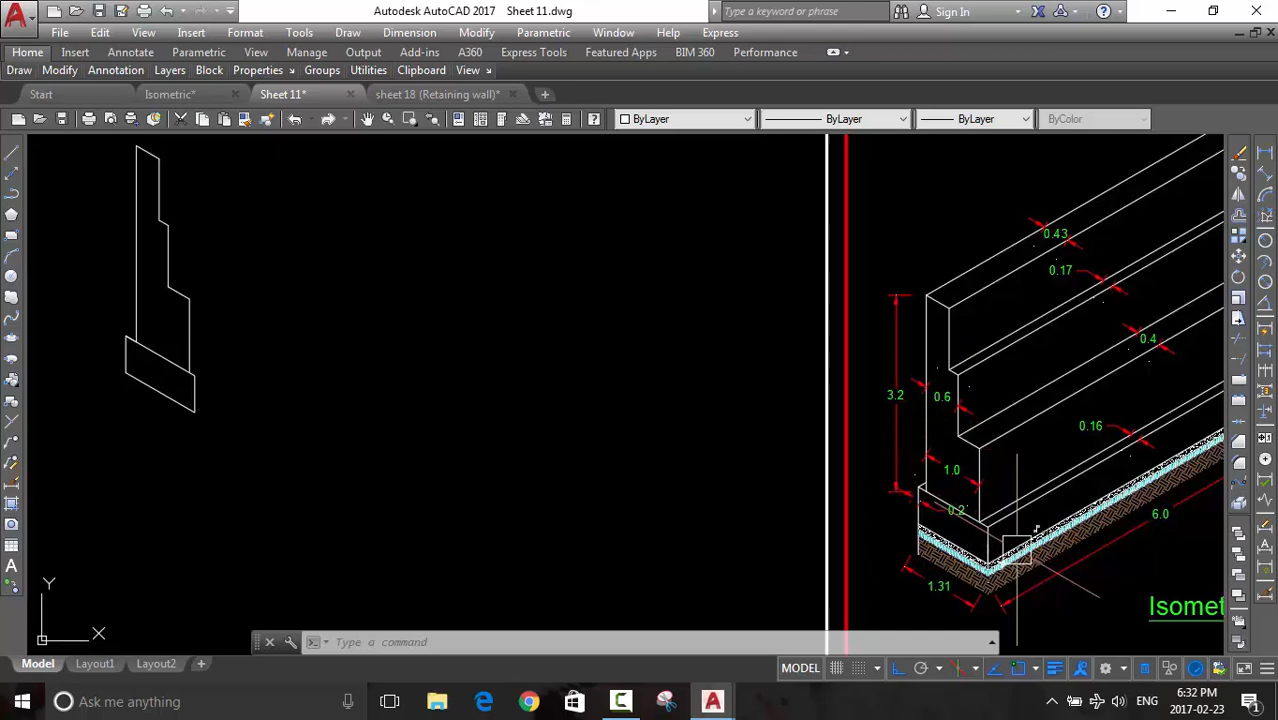 Autodesk AutoCAD 2017 Sheet 11.dwg
Type a keyword or phrase
Sign In
File Edit View Insert Format Tools Draw Dimension Modify Parametric Window Help Express
Home Insert Annotate Parametric View Manage Output Add-ins A360 Express Tools Featured Apps BIM 360 Performance
Draw Modify Annotation Layers Block Properties Groups Utilities Clipboard View
Start Isometric* Sheet 11* sheet 18 (Retaining wall)*
ByLayer ByLayer ByLayer ByColor
0.43
0.17
0.4
3.2
0.6
0.16
1.0
0.2
6.0
1.31
Isomet
Y
X
Type a command
Model Layout1 Layout2
MODEL
Ask me anything
ENG
6:32 PM
2017-02-23
1